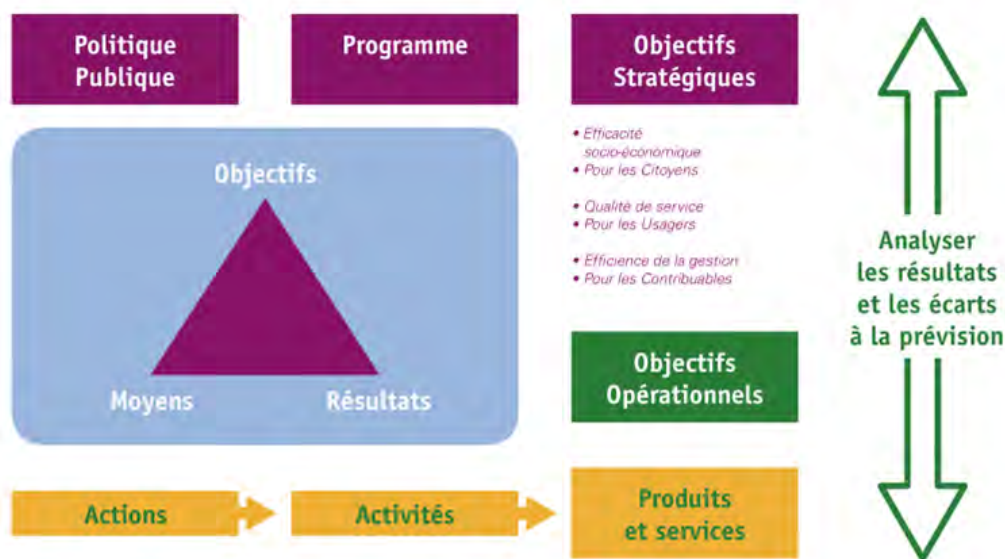 Politique
Publique
Programme
Objectifs
Stratégiques
Objectifs
Moyens
Résultats
• Efficacité
socio-économique
• Pour les Citoyens
• Qualité de service
• Pour les Usagers
• Efficience de la gestion
• Pour les Contribuables
Objectifs
Opérationnels
Analyser
les résultats
et les écarts
à la prévision
Actions
Activités
Produits
et services